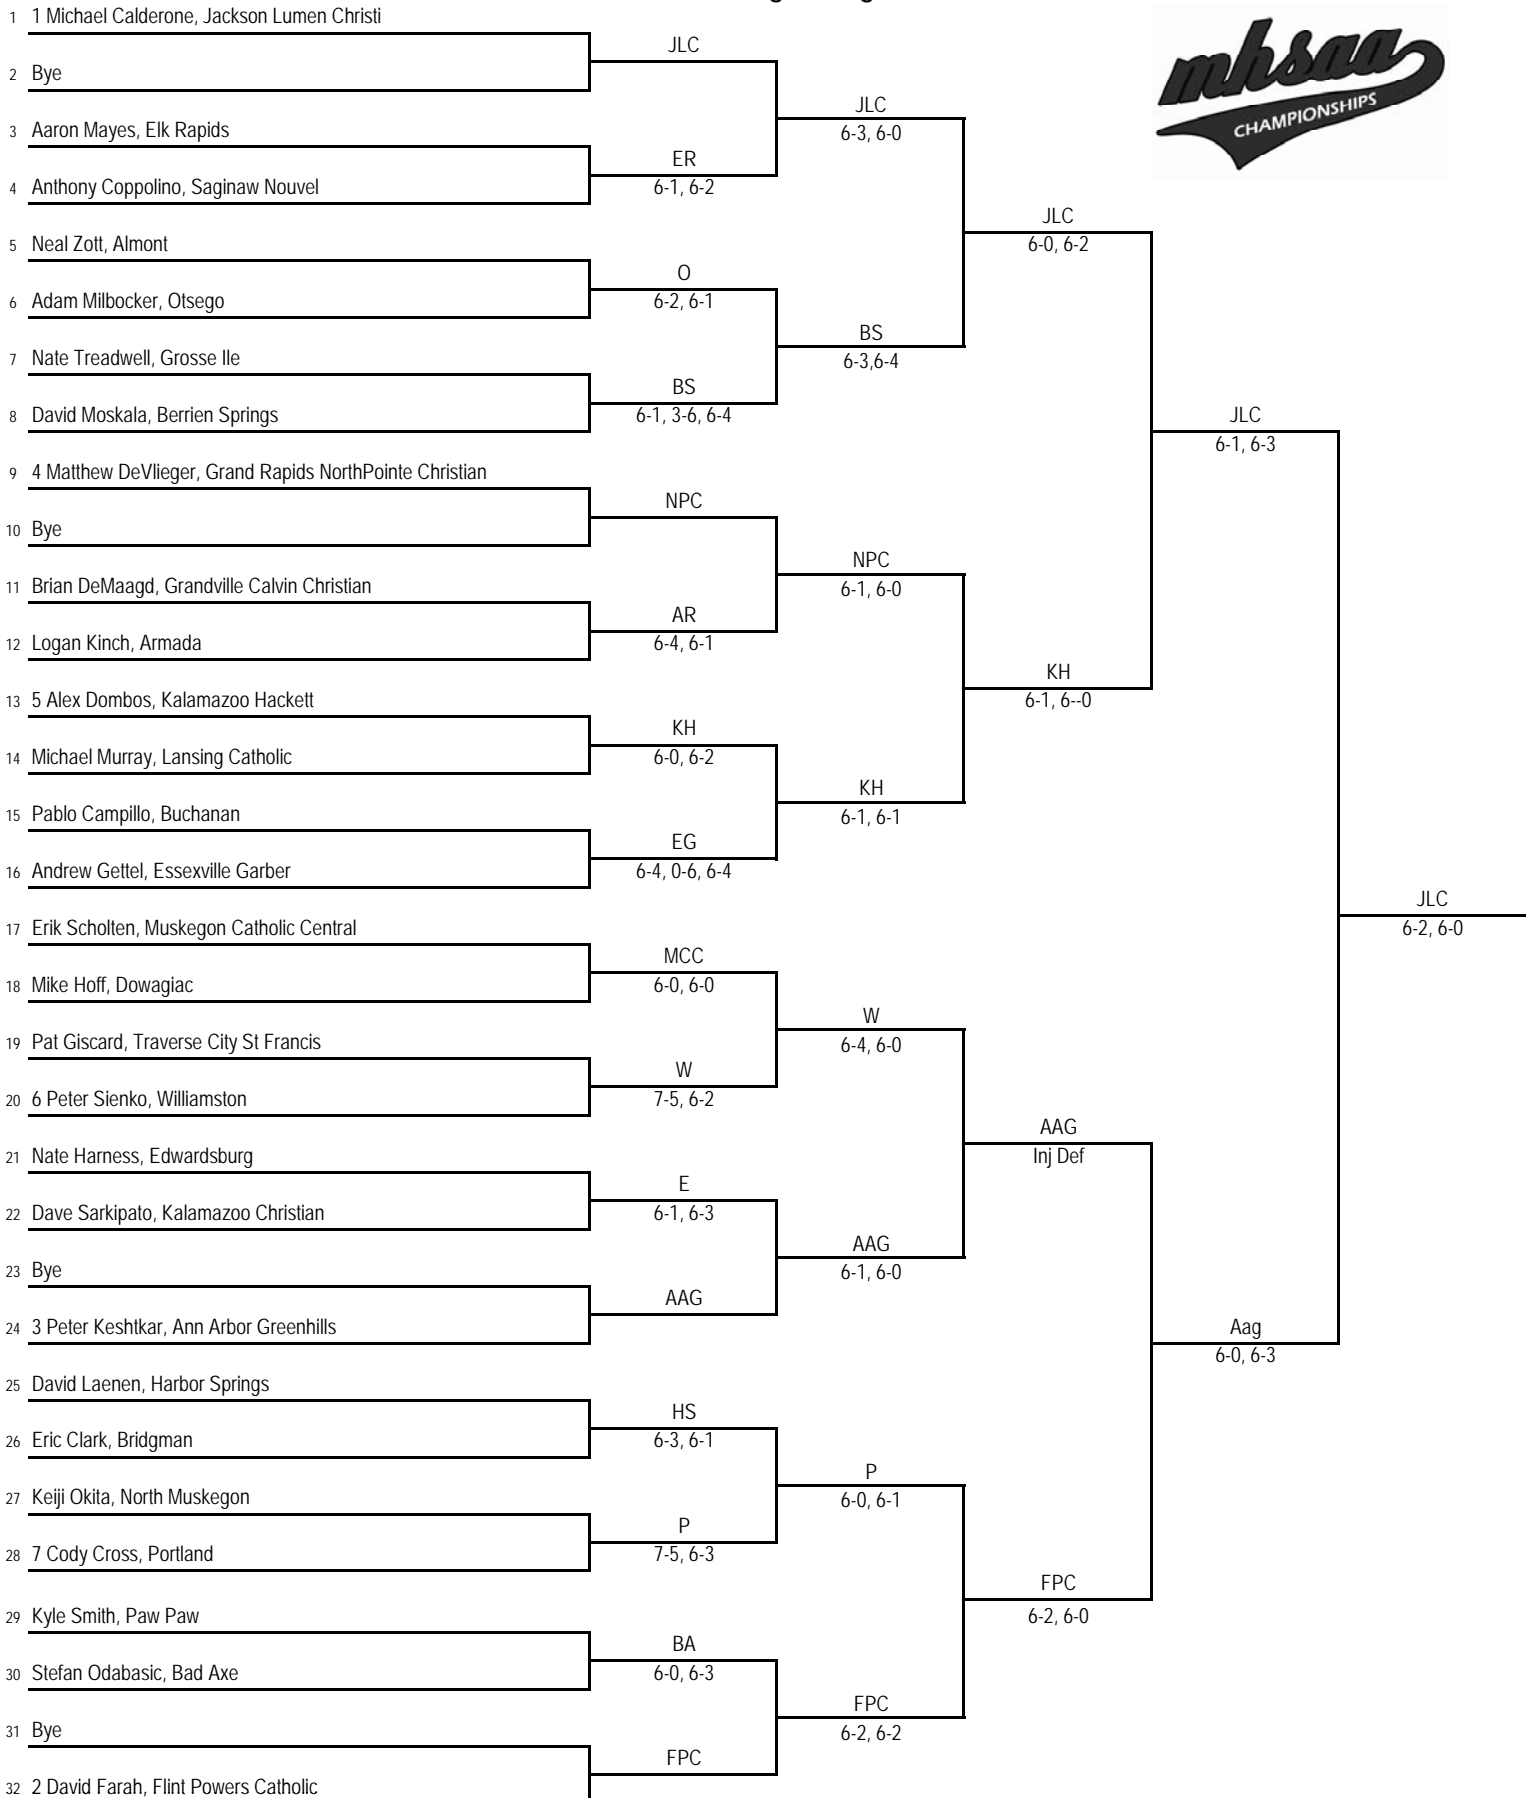 1 1 Michael Calderone, Jackson Lumen Christi
2 Bye
3 Aaron Mayes, Elk Rapids
4 Anthony Coppolino, Saginaw Nouvel
5 Neal Zott, Almont
6 Adam Milbocker, Otsego
7 Nate Treadwell, Grosse Ile
8 David Moskala, Berrien Springs
9 4 Matthew DeVlieger, Grand Rapids NorthPointe Christian
10 Bye
11 Brian DeMaagd, Grandville Calvin Christian
12 Logan Kinch, Armada
13 5 Alex Dombos, Kalamazoo Hackett
14 Michael Murray, Lansing Catholic
15 Pablo Campillo, Buchanan
16 Andrew Gettel, Essexville Garber
17 Erik Scholten, Muskegon Catholic Central
18 Mike Hoff, Dowagiac
19 Pat Giscard, Traverse City St Francis
20 6 Peter Sienko, Williamston
21 Nate Harness, Edwardsburg
22 Dave Sarkipato, Kalamazoo Christian
23 Bye
24 3 Peter Keshtkar, Ann Arbor Greenhills
25 David Laenen, Harbor Springs
26 Eric Clark, Bridgman
27 Keiji Okita, North Muskegon
28 7 Cody Cross, Portland
29 Kyle Smith, Paw Paw
30 Stefan Odabasic, Bad Axe
31 Bye
32 2 David Farah, Flint Powers Catholic
JLC
ER
6-1, 6-2
O
6-2, 6-1
BS
6-1, 3-6, 6-4
NPC
AR
6-4, 6-1
KH
6-0, 6-2
EG
6-4, 0-6, 6-4
MCC
6-0, 6-0
W
7-5, 6-2
E
6-1, 6-3
AAG
HS
6-3, 6-1
P
7-5, 6-3
BA
6-0, 6-3
FPC
JLC
6-3, 6-0
BS
6-3,6-4
NPC
6-1, 6-0
KH
6-1, 6-1
W
6-4, 6-0
AAG
6-1, 6-0
P
6-0, 6-1
FPC
6-2, 6-2
JLC
6-0, 6-2
KH
6-1, 6--0
AAG
Inj Def
FPC
6-2, 6-0
JLC
6-1, 6-3
Aag
6-0, 6-3
JLC
6-2, 6-0
mhsaa
CHAMPIONSHIPS